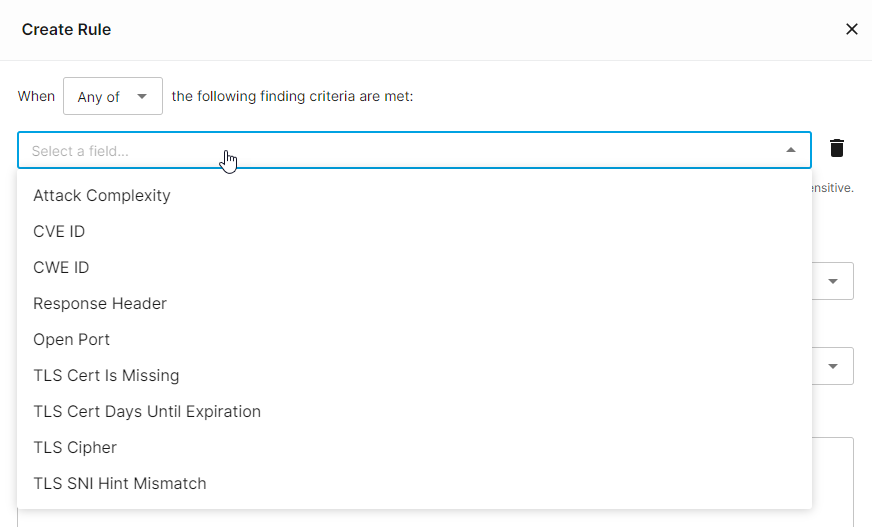 Create Rule
When Any of the following finding criteria are met:
Select a field...
ensitive.
Attack Complexity
CVE ID
CWE ID
Response Header
Open Port
TLS Cert Is Missing
TLS Cert Days Until Expiration
TLS Cipher
TLS SNI Hint Mismatch